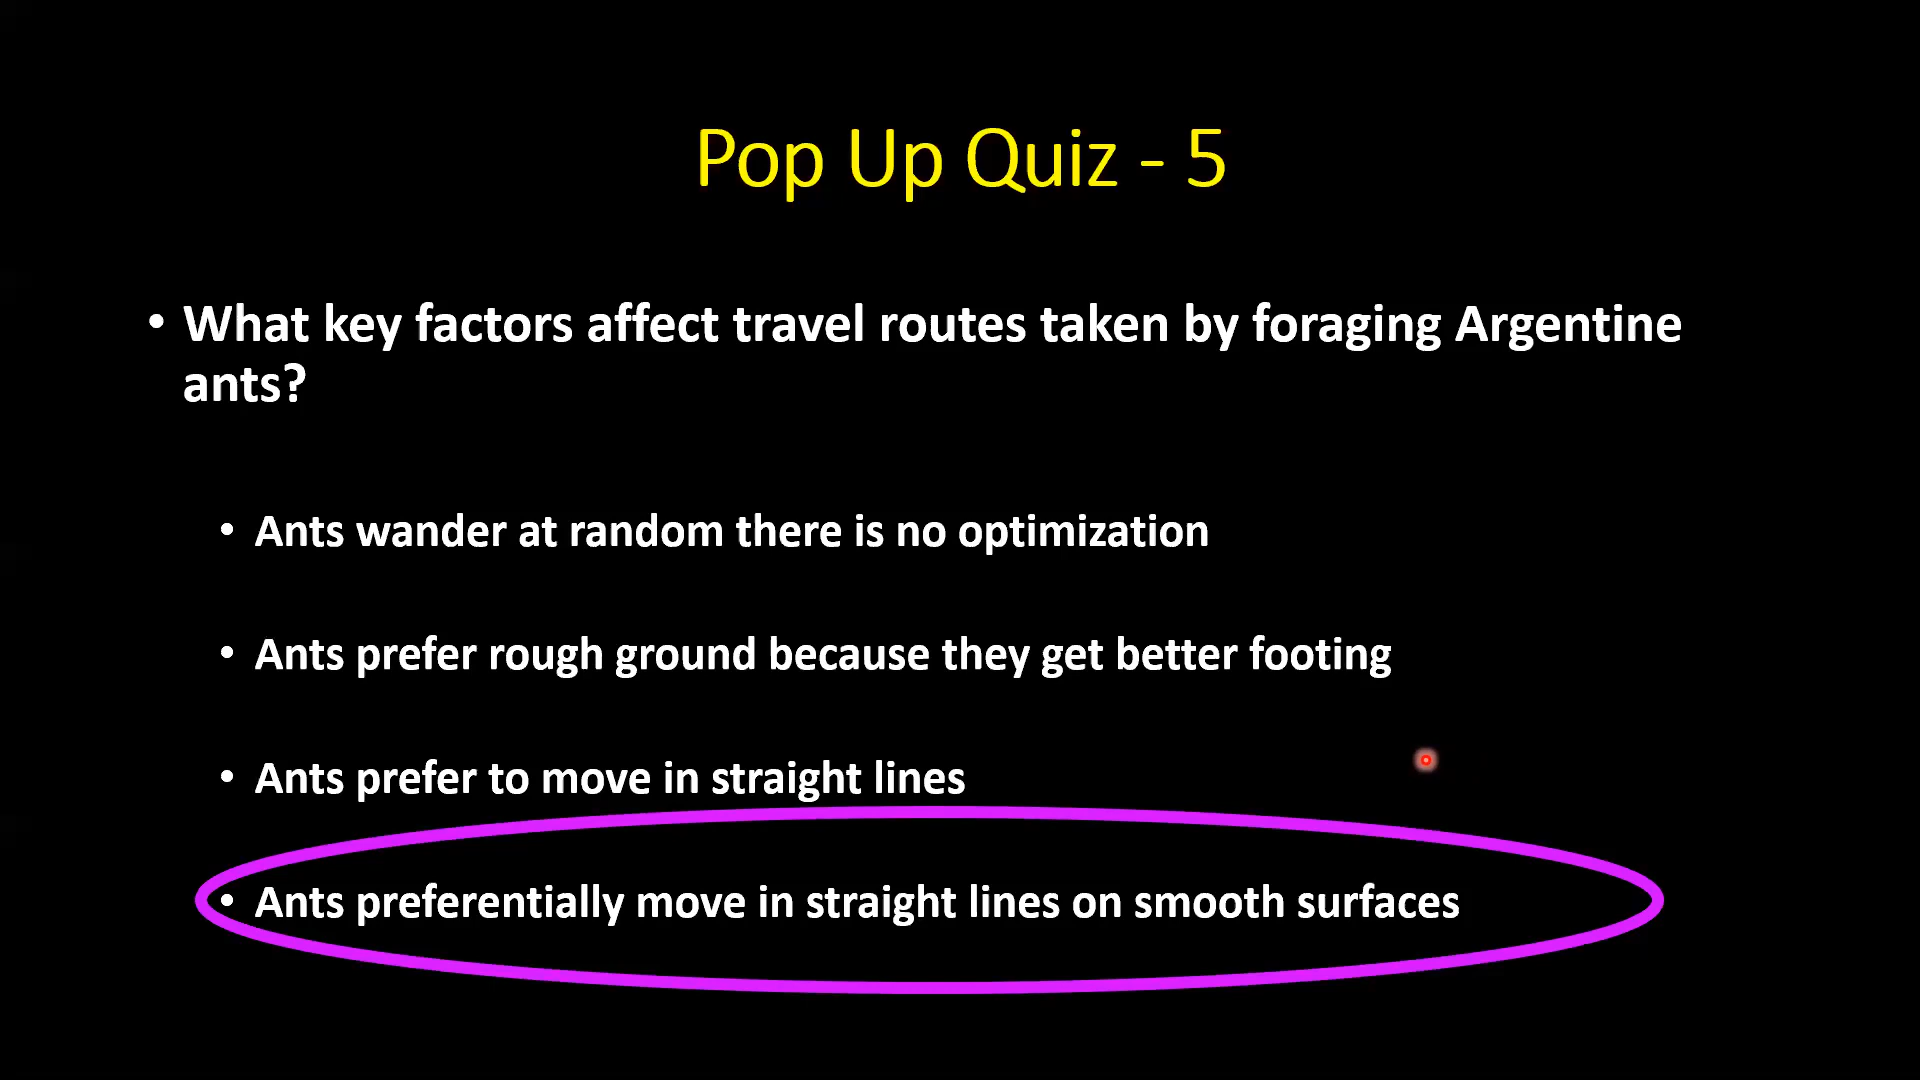 Pop Up Quiz - 5
• What key factors affect travel routes taken by foraging Argentine
ants?
• Ants wander at random there is no optimization
• Ants prefer rough ground because they get better footing
• Ants prefer to move in straight lines
• Ants preferentially move in straight lines on smooth surfaces